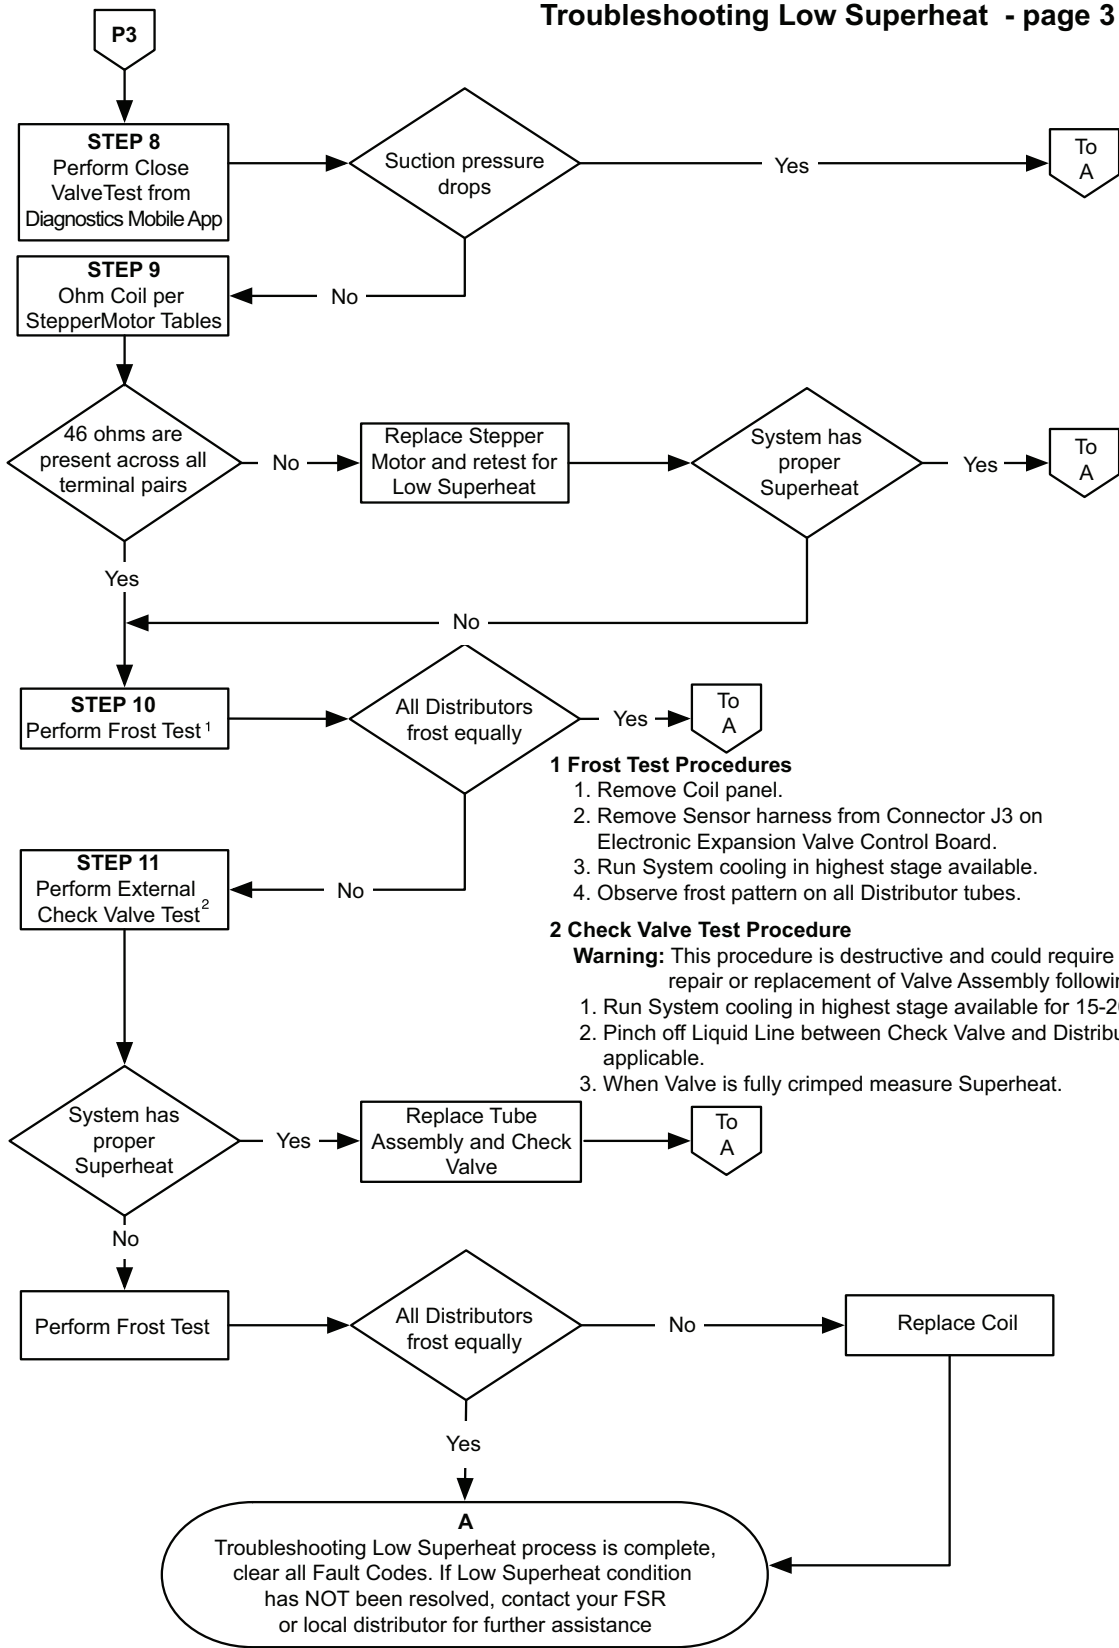 Troubleshooting Low Superheat - page 3
P3
STEP 8
Perform Close
ValveTest from
Diagnostics Mobile App
Suction pressure
drops
Yes
To
A
STEP 9
Ohm Coil per
StepperMotor Tables
No
46 ohms are
present across all
terminal pairs
No
Replace Stepper
Motor and retest for
Low Superheat
System has
proper
Superheat
Yes
To
A
Yes
No
STEP 10
Perform Frost Test 1
All Distributors
frost equally
Yes
To
A
1 Frost Test Procedures
1. Remove Coil panel.
2. Remove Sensor harness from Connector J3 on
Electronic Expansion Valve Control Board.
3. Run System cooling in highest stage available.
4. Observe frost pattern on all Distributor tubes.
STEP 11
Perform External
Check Valve Test 2
No
2 Check Valve Test Procedure
Warning: This procedure is destructive and could require
repair or replacement of Valve Assembly
1. Run System cooling in highest stage available for
2. Pinch off Liquid Line between Check Valve and
applicable.
3. When Valve is fully crimped measure Superheat.
System has
proper
Superheat
Yes
Replace Tube
Assembly and Check
Valve
To
A
No
Perform Frost Test
All Distributors
frost equally
No
Replace Coil
Yes
A
Troubleshooting Low Superheat process is complete,
clear all Fault Codes. If Low Superheat condition
has NOT been resolved, contact your FSR
or local distributor for further assistance